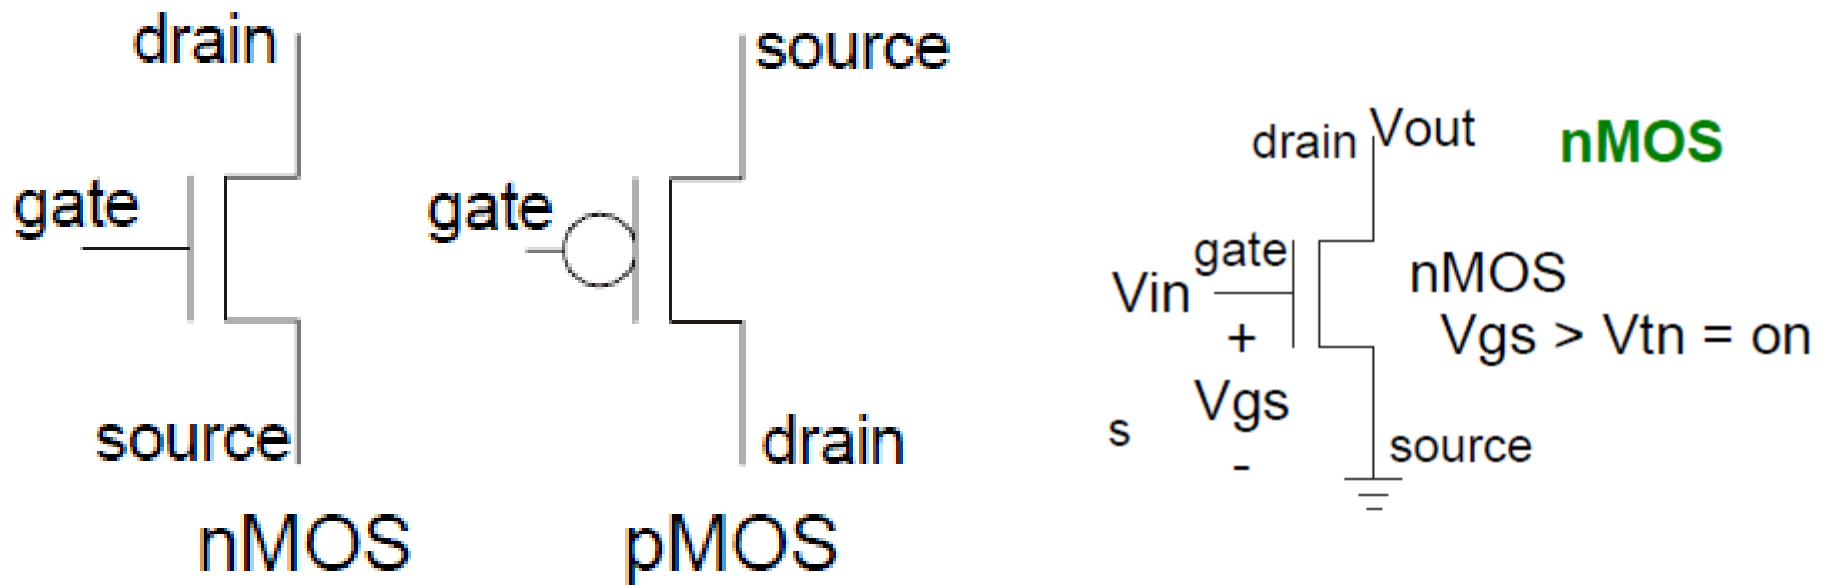 drain
gate
source
nMOS
source
gate
drain
pMOS
drain Vout
nMOS
gate
Vin
nMOS
Vgs > Vtn = on
+
Vgs
-
s
source